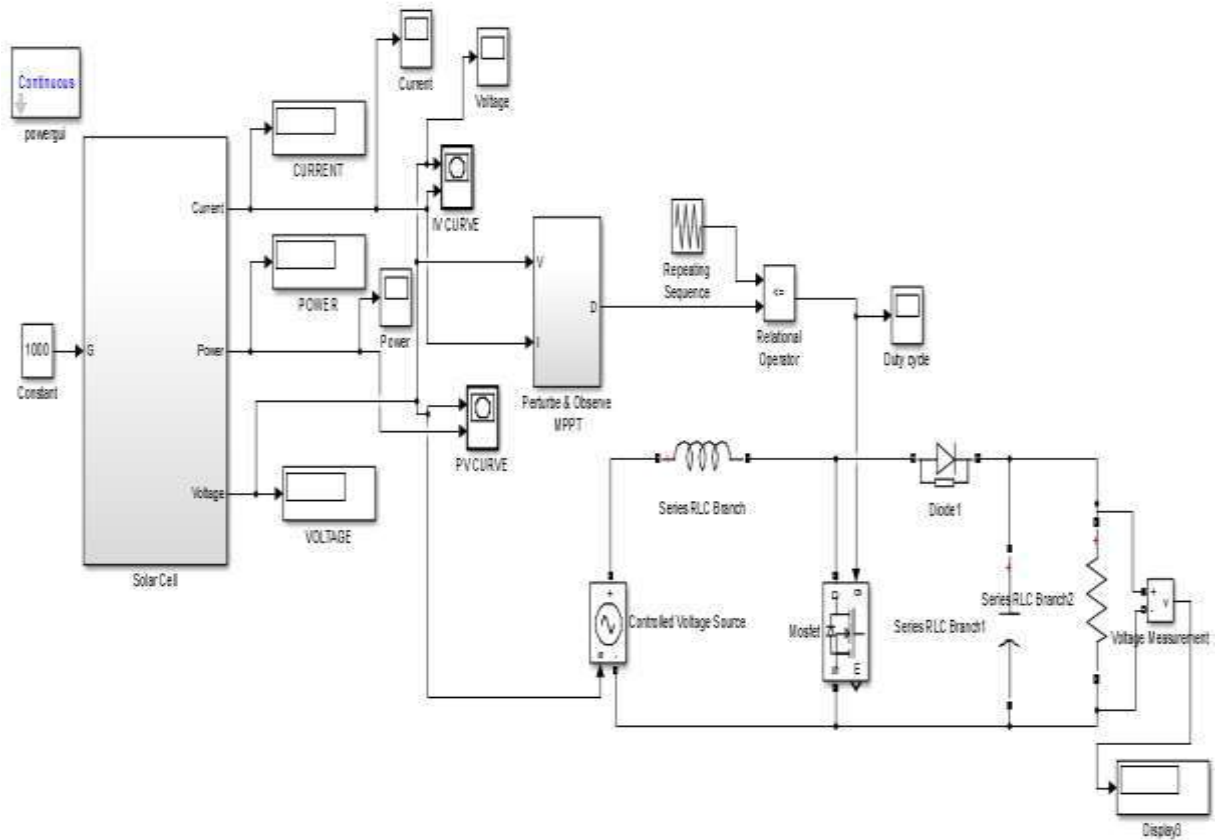 Continuous
powergui
Current
Voltage
CURRENT
IV CURVE
Current
POWER
Power
Power
1000
Constant
G
Voltage
VOLTAGE
Solar Cell
PV CURVE
V
I
D
Perturbe & Observe
MPPT
Repeating
Sequence
<=
Relational
Operator
Duty cycle
Series RLC Branch
Diode1
+
s
-
Controlled Voltage Source
D
g
S
E
Mosfet
+
Series RLC Branch1
+
Series RLC Branch2
+
-
v
Voltage Measurement
Display3